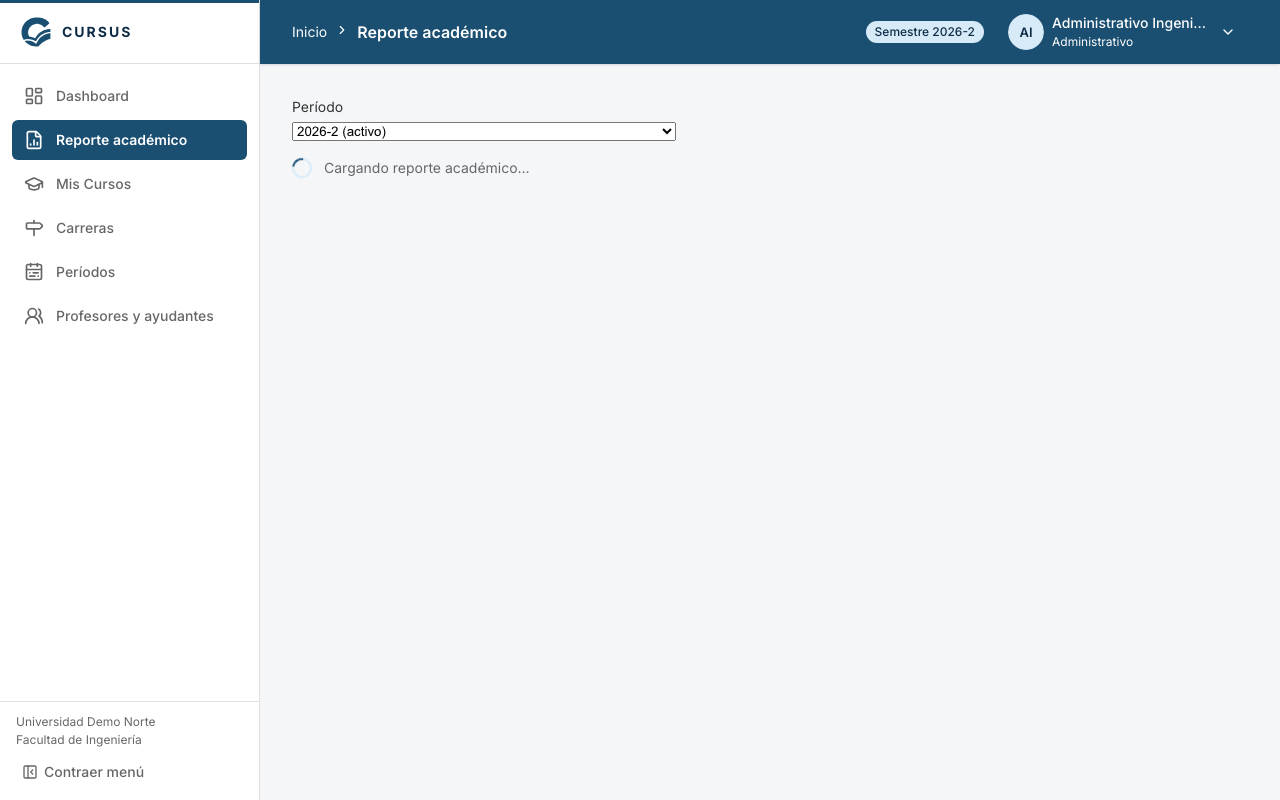 CURSUS
Inicio
Reporte académico
Semestre 2026-2
AI
Administrativo Ingeni...
Administrativo
Dashboard
Reporte académico
Mis Cursos
Carreras
Períodos
Profesores y ayudantes
Período
2026-2 (activo)
Cargando reporte académico...
Universidad Demo Norte
Facultad de Ingeniería
Contraer menú